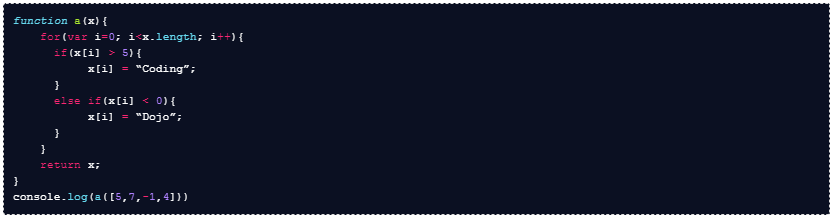 function a(x){
for(var i=0; i<x.length; i++){
if(x[i] > 5){
x[i] = “Coding”;
}
else if(x[i] < 0){
x[i] = “Dojo”;
}
}
return x;
}
console.log(a([5,7,-1,4]))